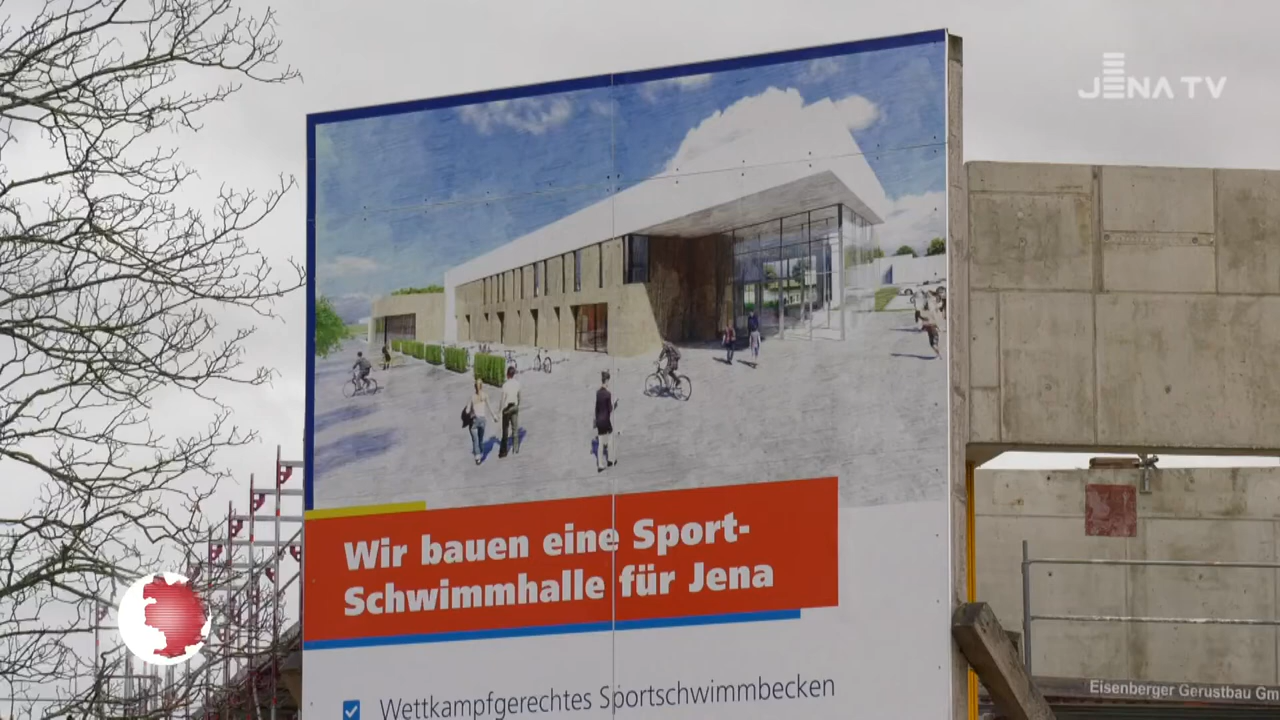 JENA TV
Wir bauen eine Sport-
Schwimmhalle für Jena
Wettkampfgerechtes Sportschwimmbecken
Eisenberger Gerüstbau Gm